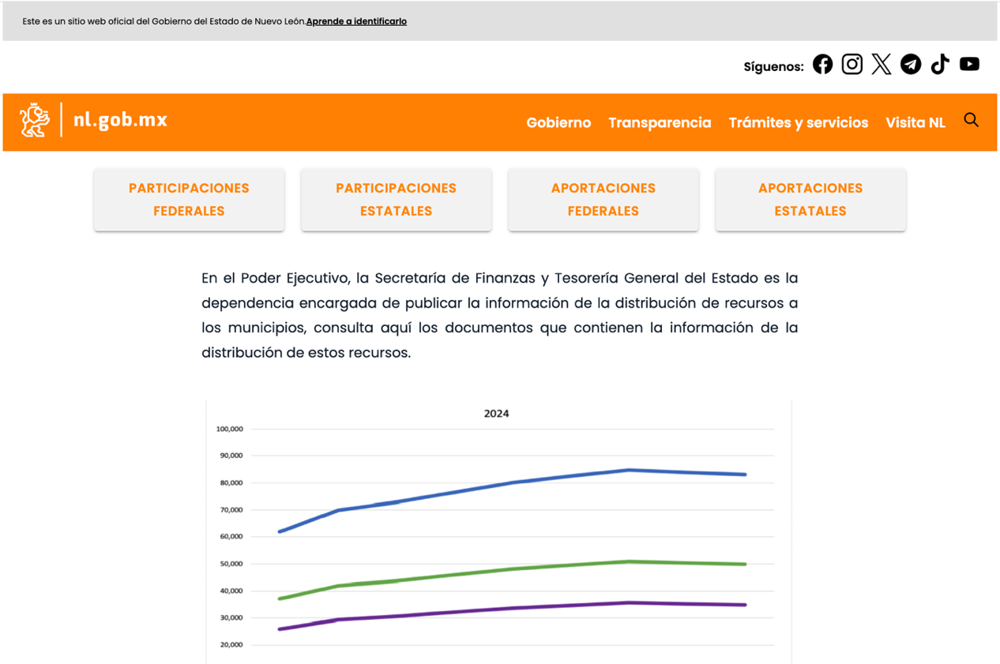 Este es un sitio web oficial del Gobierno del Estado de Nuevo León.Aprende a identificarlo
Síguenos:
nl.gob.mx
Gobierno Transparencia Trámites y servicios Visita NL
PARTICIPACIONES FEDERALES
PARTICIPACIONES ESTATALES
APORTACIONES FEDERALES
APORTACIONES ESTATALES
En el Poder Ejecutivo, la Secretaría de Finanzas y Tesorería General del Estado es la
dependencia encargada de publicar la información de la distribución de recursos a
los municipios, consulta aquí los documentos que contienen la información de la
distribución de estos recursos.
2024
100,000
90,000
80,000
70,000
60,000
50,000
40,000
30,000
20,000